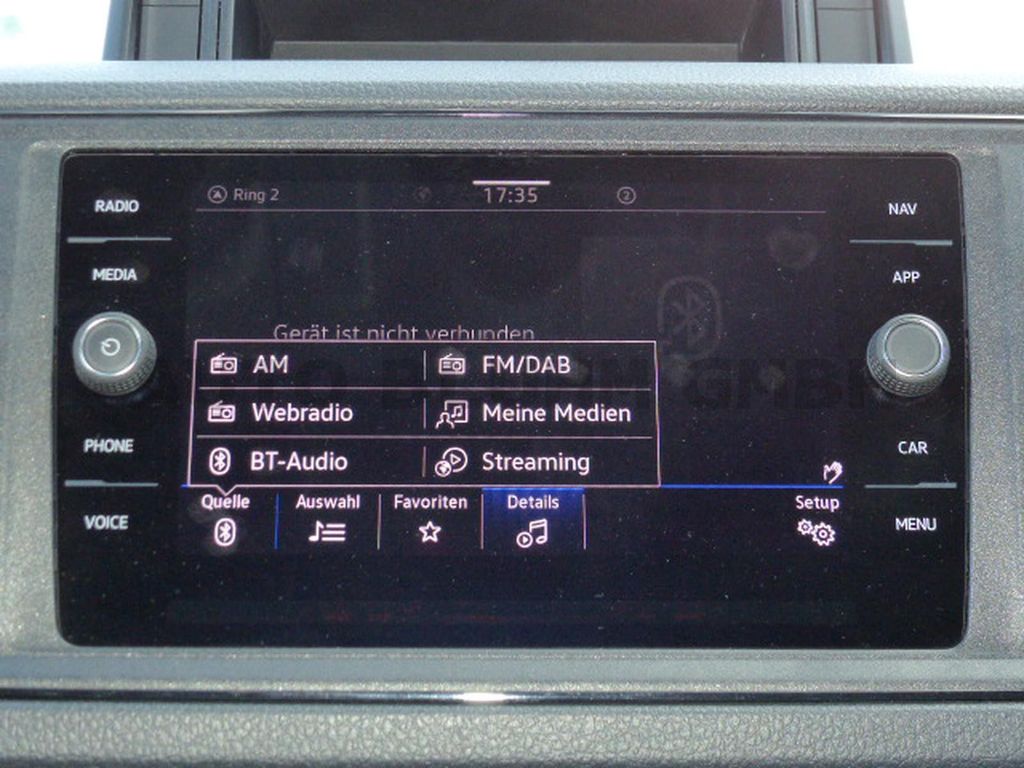 RADIO
Ring 2
17:35
2
NAV
MEDIA
APP
Gerät ist nicht verbunden
AM
FM/DAB
Webradio
Meine Medien
PHONE
CAR
BT-Audio
Streaming
Quelle
Auswahl
Favoriten
Details
Setup
VOICE
MENU